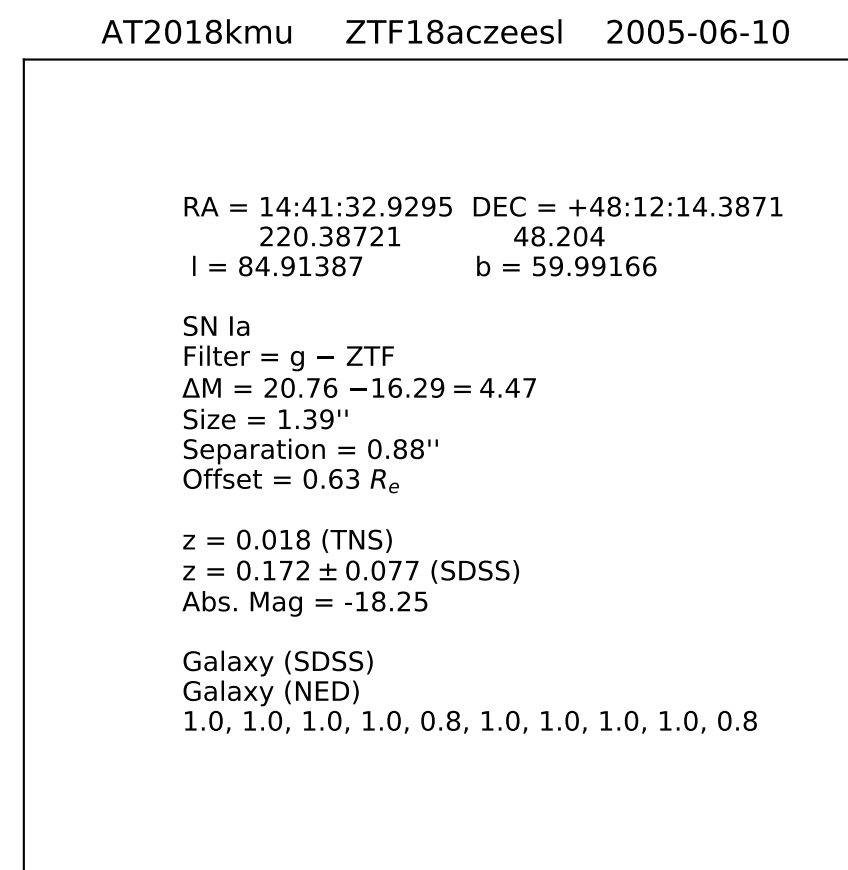 AT2018kmu ZTF18aczeesl 2005-06-10
RA = 14:41:32.9295 DEC = +48:12:14.3871
220.38721 48.204
l = 84.91387 b = 59.99166
SN Ia
Filter = g − ZTF
ΔM = 20.76 −16.29 = 4.47
Size = 1.39''
Separation = 0.88''
Offset = 0.63 Rₑ
z = 0.018 (TNS)
z = 0.172 ± 0.077 (SDSS)
Abs. Mag = -18.25
Galaxy (SDSS)
Galaxy (NED)
1.0, 1.0, 1.0, 1.0, 0.8, 1.0, 1.0, 1.0, 1.0, 0.8